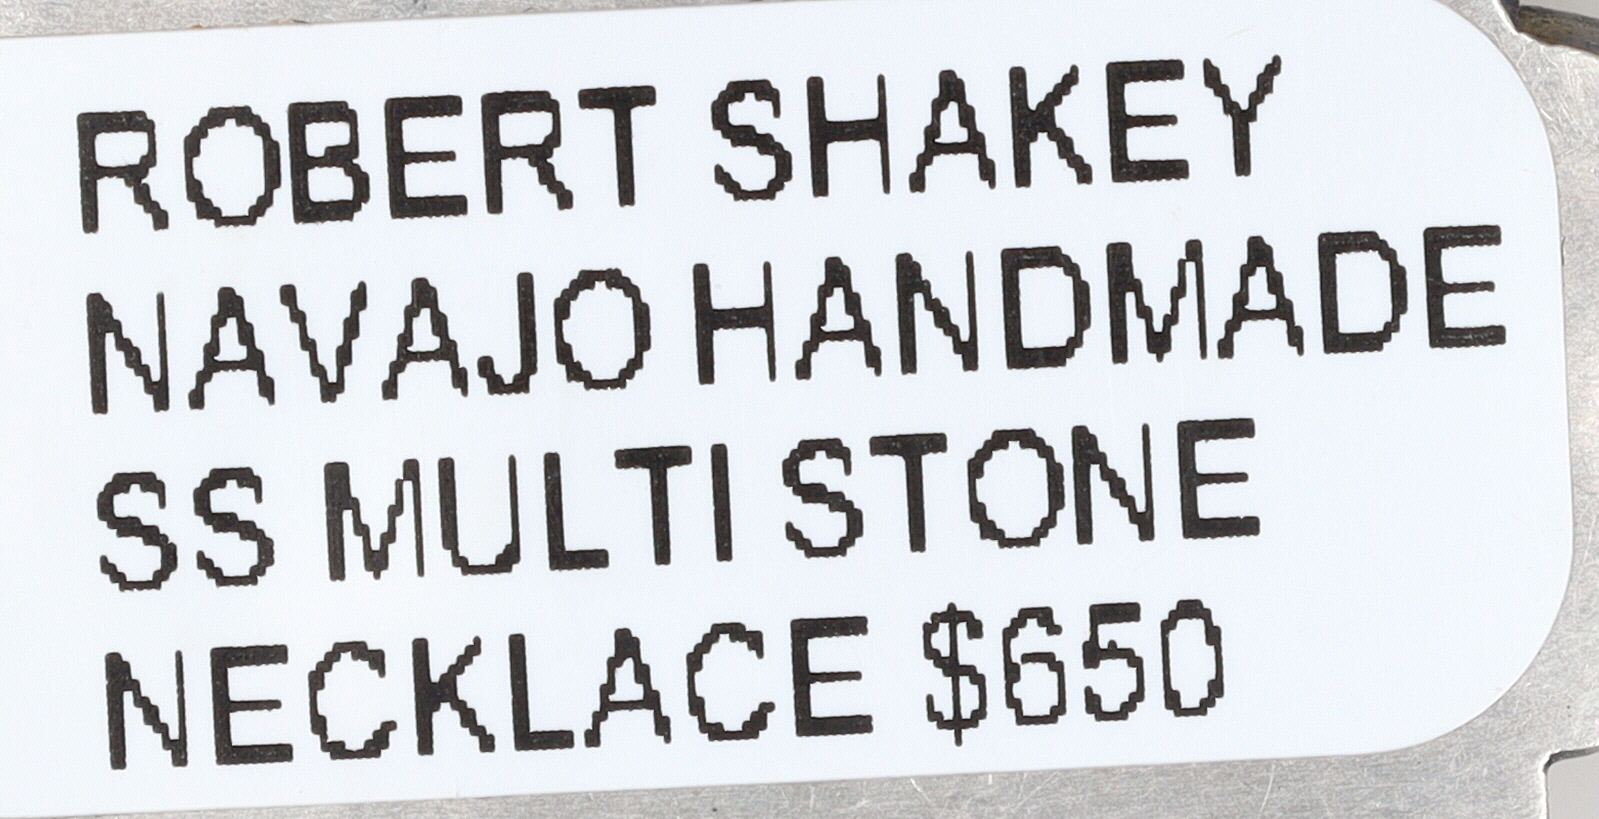 ROBERT SHAKEY
NAVAJO HANDMADE
SS MULTI STONE
NECKLACE $650